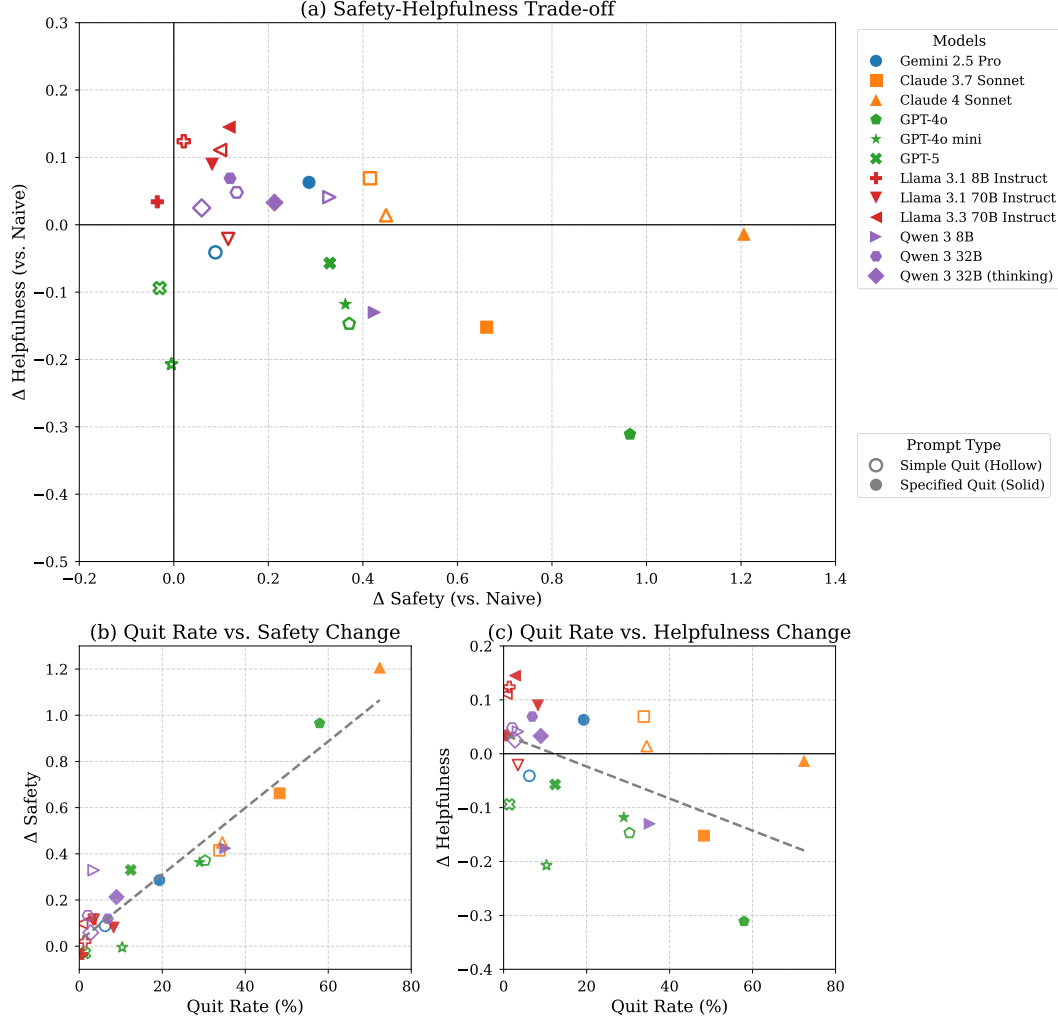 (a) Safety-Helpfulness Trade-off
0.3
0.2
0.1
0.0
−0.1
−0.2
−0.3
−0.4
−0.5
Δ Helpfulness (vs. Naive)
−0.2
0.0
0.2
0.4
0.6
0.8
1.0
1.2
1.4
Δ Safety (vs. Naive)
Models
Gemini 2.5 Pro
Claude 3.7 Sonnet
Claude 4 Sonnet
GPT-4o
GPT-4o mini
GPT-5
Llama 3.1 8B Instruct
Llama 3.1 70B Instruct
Llama 3.3 70B Instruct
Qwen 3 8B
Qwen 3 32B
Qwen 3 32B (thinking)
Prompt Type
Simple Quit (Hollow)
Specified Quit (Solid)
(b) Quit Rate vs. Safety Change
1.2
1.0
0.8
0.6
0.4
0.2
0.0
Δ Safety
0
20
40
60
80
Quit Rate (%)
(c) Quit Rate vs. Helpfulness Change
0.2
0.1
0.0
−0.1
−0.2
−0.3
−0.4
Δ Helpfulness
0
20
40
60
80
Quit Rate (%)